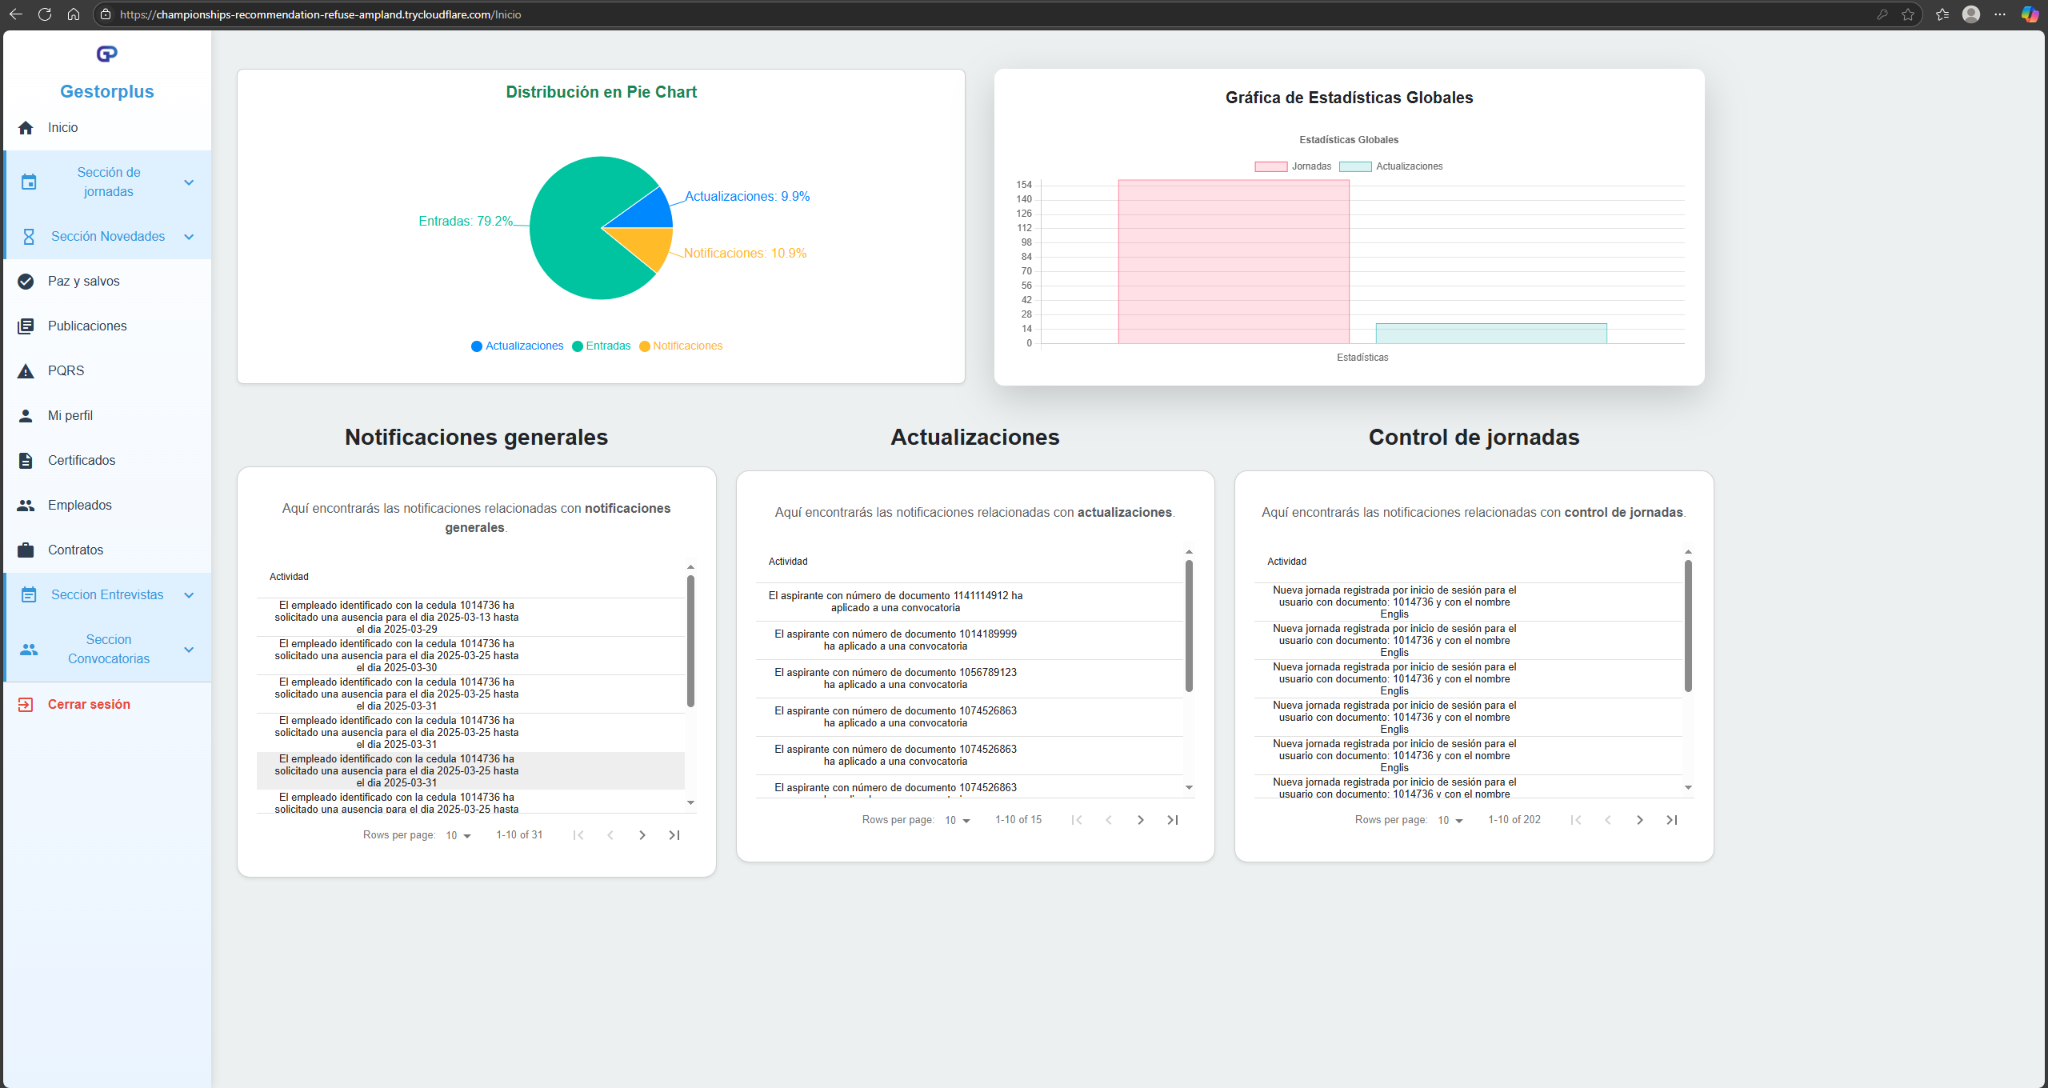 https://championships-recommendation-refuse-ampland.trycloudflare.com/Inicio
GP
Gestorplus
Inicio
Sección de
jornadas
Sección Novedades
Paz y salvos
Publicaciones
PQRS
Mi perfil
Certificados
Empleados
Contratos
Seccion Entrevistas
Seccion
Convocatorias
Cerrar sesión
Distribución en Pie Chart
Actualizaciones: 9.9%
Entradas: 79.2%
Notificaciones: 10.9%
Actualizaciones Entradas Notificaciones
Gráfica de Estadísticas Globales
Estadísticas Globales
Jornadas Actualizaciones
154
140
126
112
98
84
70
56
42
28
14
0
Estadísticas
Notificaciones generales
Aquí encontrarás las notificaciones relacionadas con notificaciones
generales.
Actividad
El empleado identificado con la cedula 1014736 ha
solicitado una ausencia para el dia 2025-03-13 hasta
el dia 2025-03-29
El empleado identificado con la cedula 1014736 ha
solicitado una ausencia para el dia 2025-03-25 hasta
el dia 2025-03-30
El empleado identificado con la cedula 1014736 ha
solicitado una ausencia para el dia 2025-03-25 hasta
el dia 2025-03-31
El empleado identificado con la cedula 1014736 ha
solicitado una ausencia para el dia 2025-03-25 hasta
el dia 2025-03-31
El empleado identificado con la cedula 1014736 ha
solicitado una ausencia para el dia 2025-03-25 hasta
el dia 2025-03-31
El empleado identificado con la cedula 1014736 ha
solicitado una ausencia para el dia 2025-03-25 hasta
Rows per page: 10 1-10 of 31
Actualizaciones
Aquí encontrarás las notificaciones relacionadas con actualizaciones.
Actividad
El aspirante con número de documento 1141114912 ha
aplicado a una convocatoria
El aspirante con número de documento 1014189999
ha aplicado a una convocatoria
El aspirante con número de documento 1056789123
ha aplicado a una convocatoria
El aspirante con número de documento 1074526863
ha aplicado a una convocatoria
El aspirante con número de documento 1074526863
ha aplicado a una convocatoria
El aspirante con número de documento 1074526863
Rows per page: 10 1-10 of 15
Control de jornadas
Aquí encontrarás las notificaciones relacionadas con control de jornadas.
Actividad
Nueva jornada registrada por inicio de sesión para el
usuario con documento: 1014736 y con el nombre
Englis
Nueva jornada registrada por inicio de sesión para el
usuario con documento: 1014736 y con el nombre
Englis
Nueva jornada registrada por inicio de sesión para el
usuario con documento: 1014736 y con el nombre
Englis
Nueva jornada registrada por inicio de sesión para el
usuario con documento: 1014736 y con el nombre
Englis
Nueva jornada registrada por inicio de sesión para el
usuario con documento: 1014736 y con el nombre
Englis
Nueva jornada registrada por inicio de sesión para el
usuario con documento: 1014736 y con el nombre
Rows per page: 10 1-10 of 202